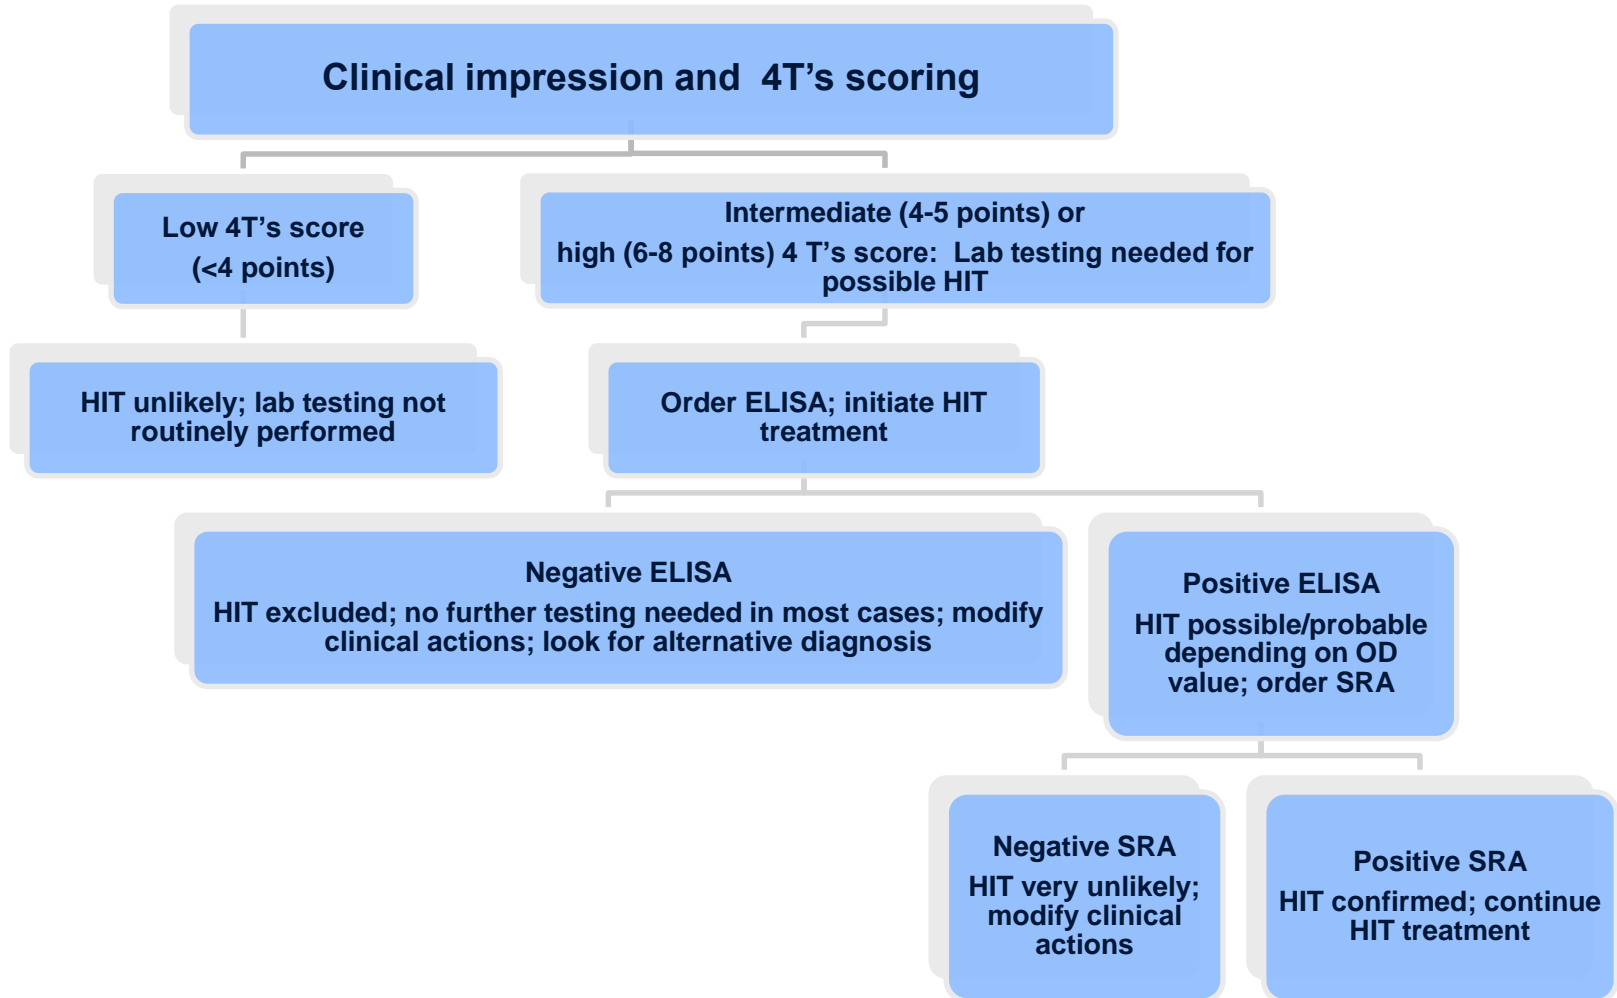 Clinical impression and 4T’s scoring
Low 4T’s score
(<4 points)
Intermediate (4-5 points) or
high (6-8 points) 4 T’s score: Lab testing needed for
possible HIT
HIT unlikely; lab testing not
routinely performed
Order ELISA; initiate HIT
treatment
Negative ELISA
HIT excluded; no further testing needed in most cases; modify
clinical actions; look for alternative diagnosis
Positive ELISA
HIT possible/probable
depending on OD
value; order SRA
Negative SRA
HIT very unlikely;
modify clinical
actions
Positive SRA
HIT confirmed; continue
HIT treatment